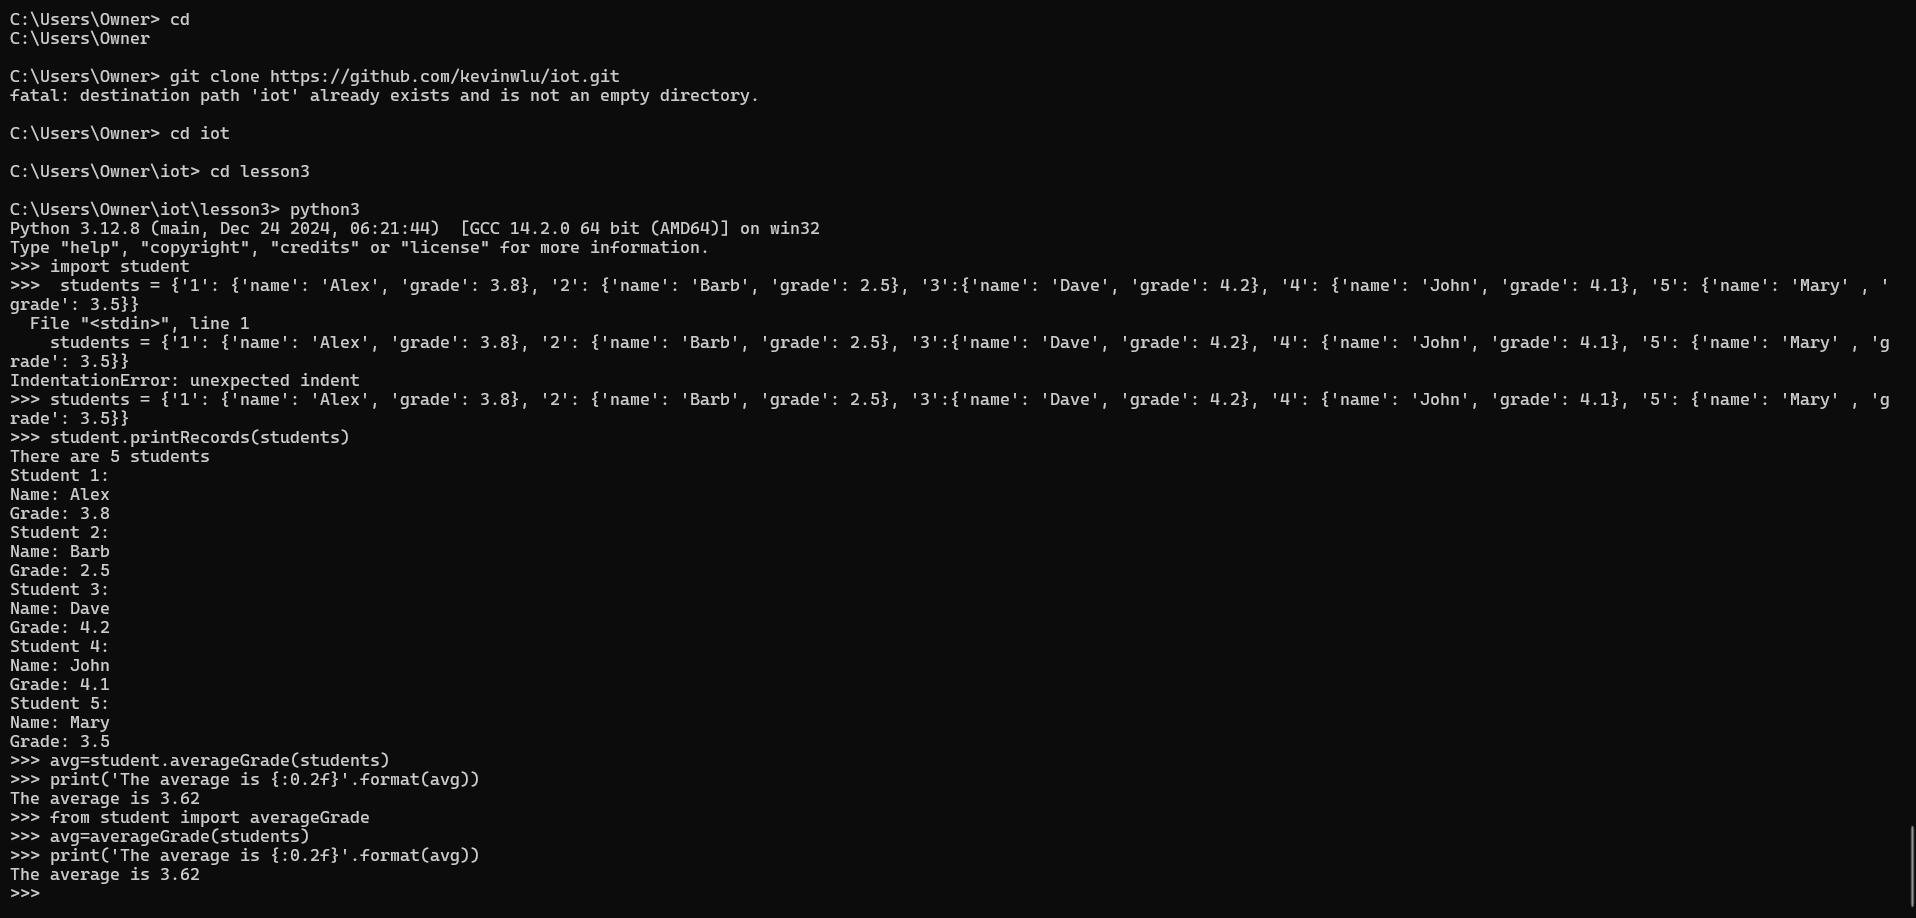 C:\Users\Owner> cd
C:\Users\Owner
C:\Users\Owner> git clone https://github.com/kevinwlu/iot.git
fatal: destination path 'iot' already exists and is not an empty directory.
C:\Users\Owner> cd iot
C:\Users\Owner\iot> cd lesson3
C:\Users\Owner\iot\lesson3> python3
Python 3.12.8 (main, Dec 24 2024, 06:21:44)  [GCC 14.2.0 64 bit (AMD64)] on win32
Type "help", "copyright", "credits" or "license" for more information.
>>> import student
>>>  students = {'1': {'name': 'Alex', 'grade': 3.8}, '2': {'name': 'Barb', 'grade': 2.5}, '3':{'name': 'Dave', 'grade': 4.2}, '4': {'name': 'John', 'grade': 4.1}, '5': {'name': 'Mary' , '
grade': 3.5}}
  File "<stdin>", line 1
    students = {'1': {'name': 'Alex', 'grade': 3.8}, '2': {'name': 'Barb', 'grade': 2.5}, '3':{'name': 'Dave', 'grade': 4.2}, '4': {'name': 'John', 'grade': 4.1}, '5': {'name': 'Mary' , 'g
rade': 3.5}}
IndentationError: unexpected indent
>>> students = {'1': {'name': 'Alex', 'grade': 3.8}, '2': {'name': 'Barb', 'grade': 2.5}, '3':{'name': 'Dave', 'grade': 4.2}, '4': {'name': 'John', 'grade': 4.1}, '5': {'name': 'Mary' , 'g
rade': 3.5}}
>>> student.printRecords(students)
There are 5 students
Student 1:
Name: Alex
Grade: 3.8
Student 2:
Name: Barb
Grade: 2.5
Student 3:
Name: Dave
Grade: 4.2
Student 4:
Name: John
Grade: 4.1
Student 5:
Name: Mary
Grade: 3.5
>>> avg=student.averageGrade(students)
>>> print('The average is {:0.2f}'.format(avg))
The average is 3.62
>>> from student import averageGrade
>>> avg=averageGrade(students)
>>> print('The average is {:0.2f}'.format(avg))
The average is 3.62
>>>